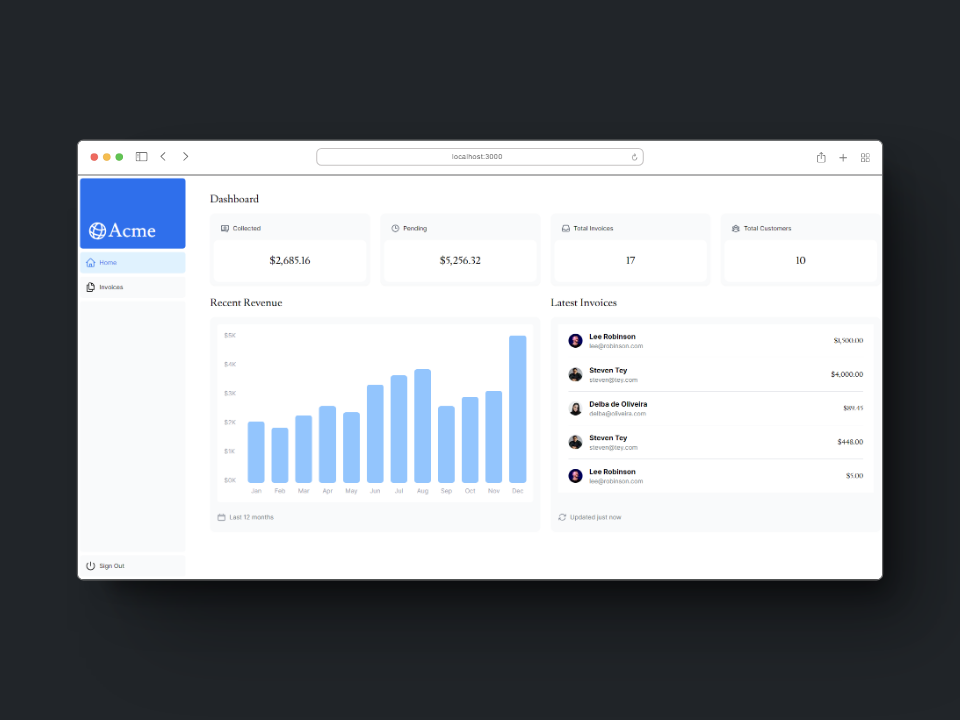 localhost:3000
Acme
Home
Invoices
Sign Out
Dashboard
Collected
$2,685.16
Pending
$5,256.32
Total Invoices
17
Total Customers
10
Recent Revenue
$5K
$4K
$3K
$2K
$1K
$0K
Jan Feb Mar Apr May Jun Jul Aug Sep Oct Nov Dec
Last 12 months
Latest Invoices
Lee Robinson
lee@robinson.com
$1,500.00
Steven Tey
steven@tey.com
$4,000.00
Delba de Oliveira
delba@oliveira.com
Steven Tey
steven@tey.com
$448.00
Lee Robinson
lee@robinson.com
$5.00
Updated just now